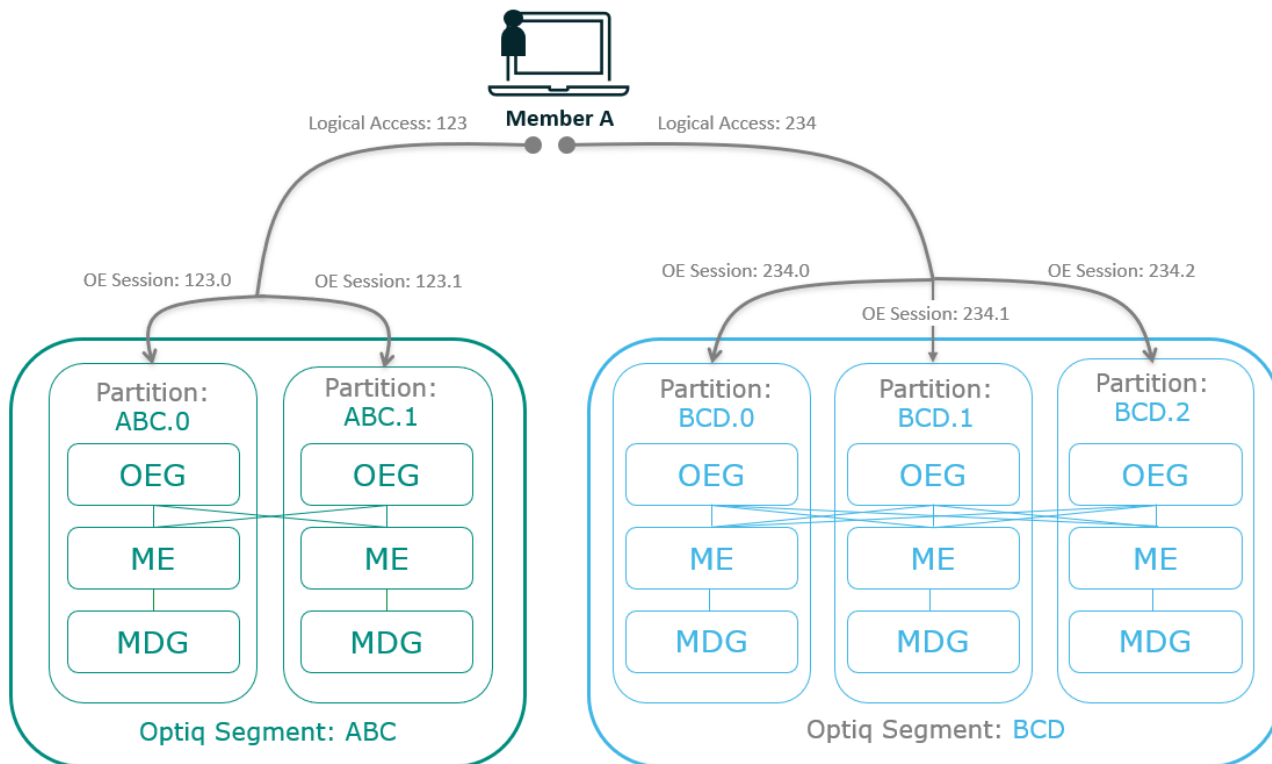 Member A
Logical Access: 123
Logical Access: 234
OE Session: 123.0
OE Session: 123.1
OE Session: 234.0
OE Session: 234.1
OE Session: 234.2
Partition:
ABC.0
OEG
ME
MDG
Partition:
ABC.1
OEG
ME
MDG
Optiq Segment: ABC
Partition:
BCD.0
OEG
ME
MDG
Partition:
BCD.1
OEG
ME
MDG
Partition:
BCD.2
OEG
ME
MDG
Optiq Segment: BCD